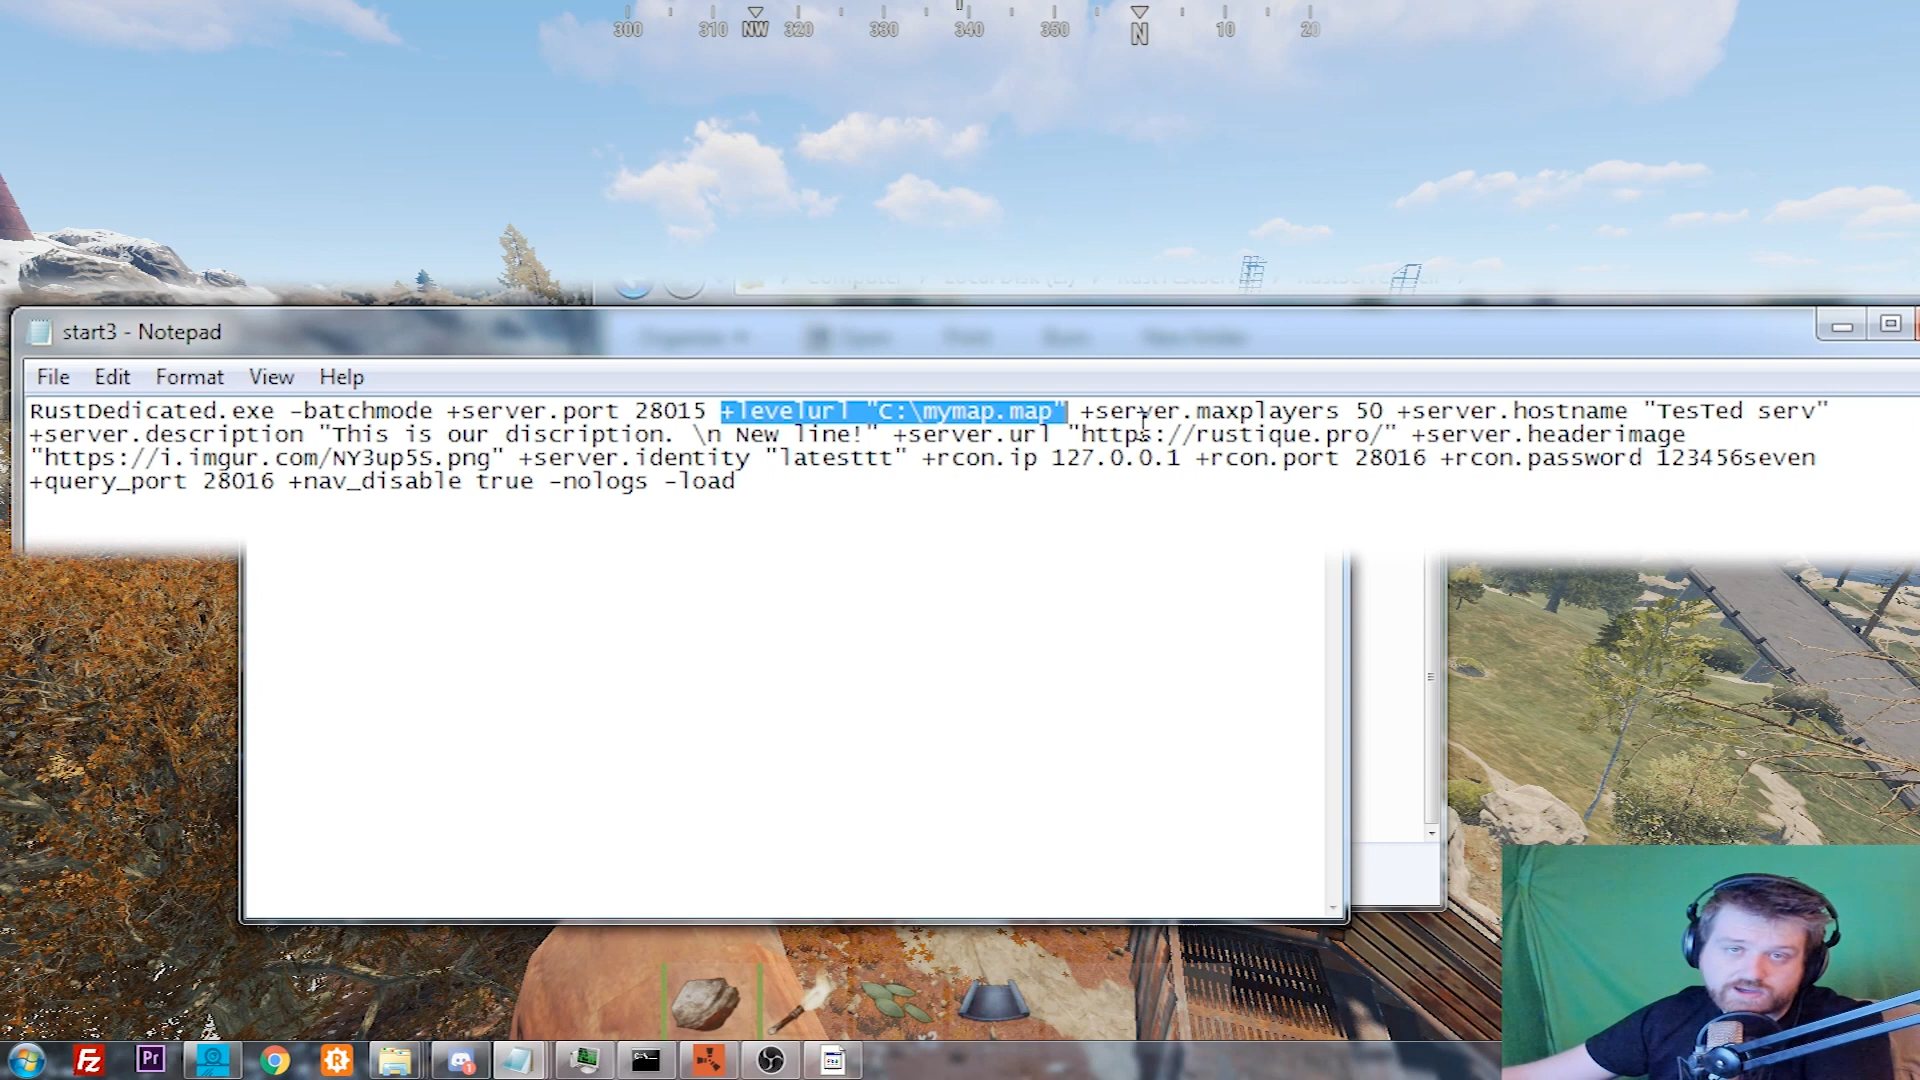 300 310 NW 320 330 340 350 N 10 20
start3 - Notepad
File Edit Format View Help
RustDedicated.exe -batchmode +server.port 28015 +levelurl "C:\mymap.map" +server.maxplayers 50 +server.hostname "TesTed serv"
+server.description "This is our discription. \n New line!" +server.url "https://rustique.pro/" +server.headerimage
"https://i.imgur.com/NY3up5S.png" +server.identity "latesttt" +rcon.ip 127.0.0.1 +rcon.port 28016 +rcon.password 123456seven
+query_port 28016 +nav_disable true -nologs -load
Fz Pr R 1 C:\